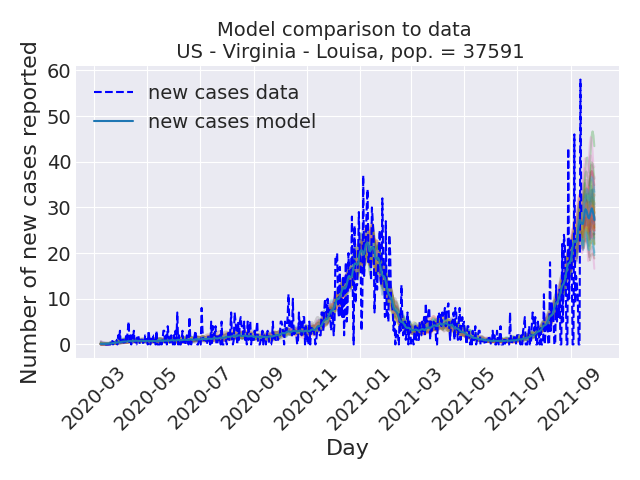 Model comparison to data
US - Virginia - Louisa, pop. = 37591
Number of new cases reported
60
50
40
30
20
10
0
new cases data
new cases model
2020-03
2020-05
2020-07
2020-09
2020-11
2021-01
2021-03
2021-05
2021-07
2021-09
Day